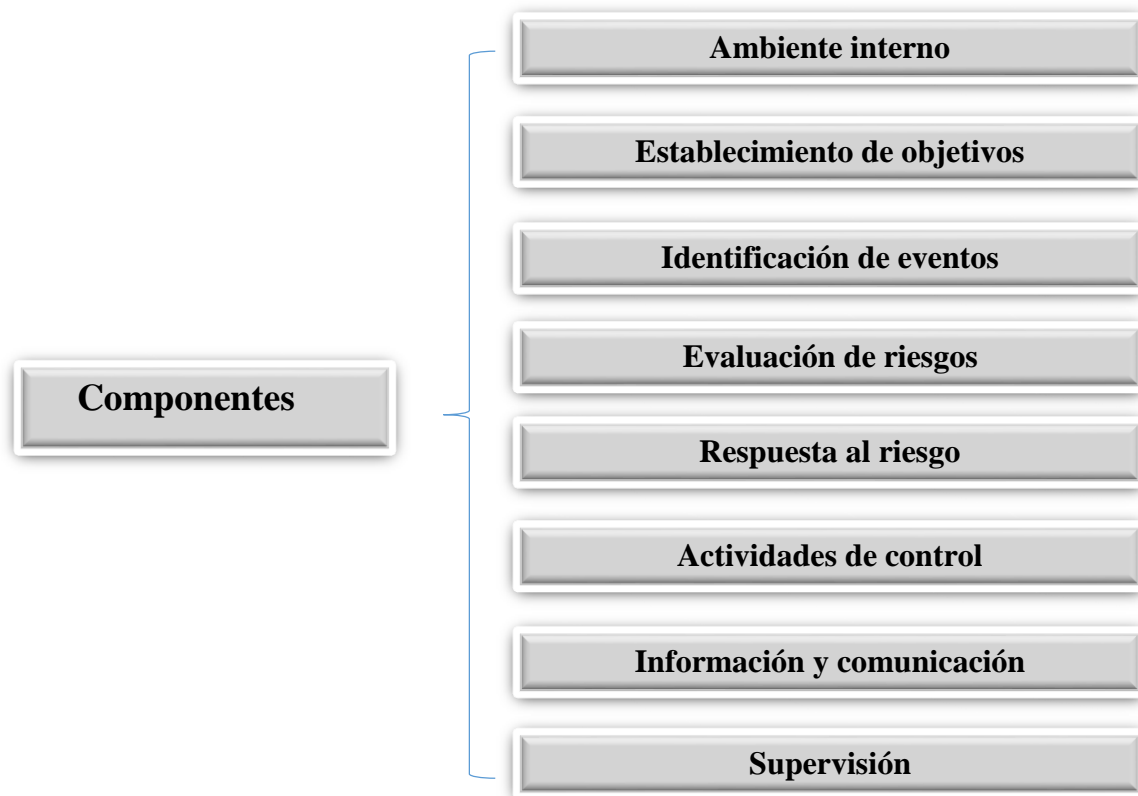 Ambiente interno
Establecimiento de objetivos
Identificación de eventos
Evaluación de riesgos
Componentes
Respuesta al riesgo
Actividades de control
Información y comunicación
Supervisión